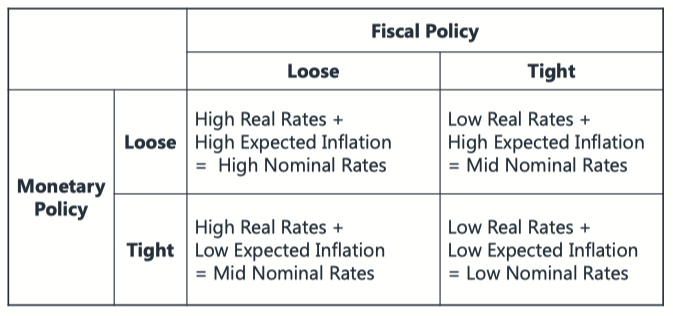 Fiscal Policy
Loose
Tight
Monetary
Policy
Loose
High Real Rates +
High Expected Inflation
= High Nominal Rates
Low Real Rates +
High Expected Inflation
= Mid Nominal Rates
Tight
High Real Rates +
Low Expected Inflation
= Mid Nominal Rates
Low Real Rates +
Low Expected Inflation
= Low Nominal Rates